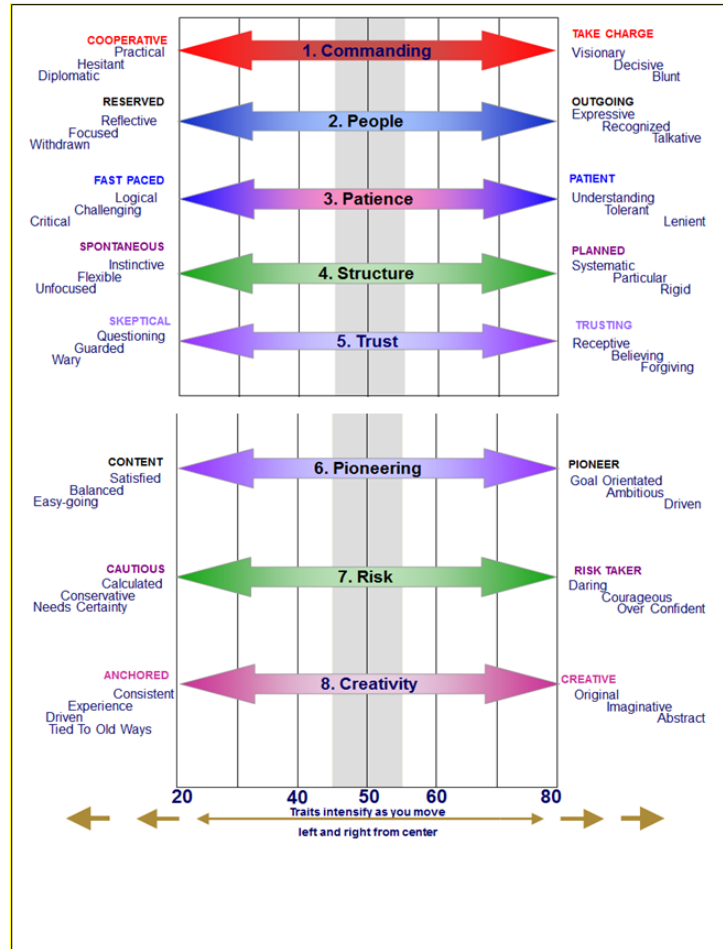 COOPERATIVE
Practical
Hesitant
Diplomatic
1. Commanding
TAKE CHARGE
Visionary
Decisive
Blunt
RESERVED
Reflective
Focused
Withdrawn
2. People
OUTGOING
Expressive
Recognized
Talkative
FAST PACED
Logical
Challenging
Critical
3. Patience
PATIENT
Understanding
Tolerant
Lenient
SPONTANEOUS
Instinctive
Flexible
Unfocused
4. Structure
PLANNED
Systematic
Particular
Rigid
SKEPTICAL
Questioning
Guarded
Wary
5. Trust
TRUSTING
Receptive
Believing
Forgiving
CONTENT
Satisfied
Balanced
Easy-going
6. Pioneering
PIONEER
Goal Orientated
Ambitious
Driven
CAUTIOUS
Calculated
Conservative
Needs Certainty
7. Risk
RISK TAKER
Daring
Courageous
Over Confident
ANCHORED
Consistent
Experience
Driven
Tied To Old Ways
8. Creativity
CREATIVE
Original
Imaginative
Abstract
20 40 50 60 80
Traits intensify as you move
left and right from center